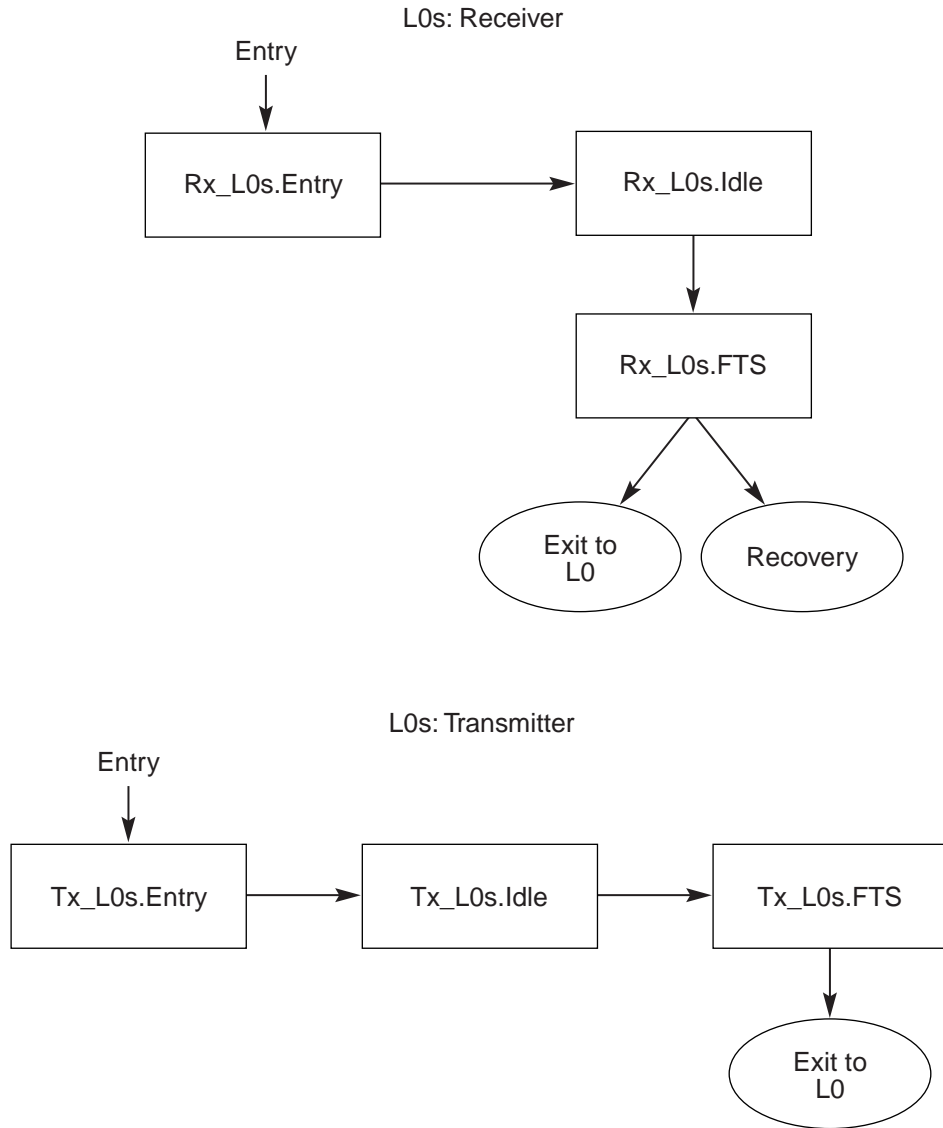 L0s: Receiver
Entry
Rx_L0s.Entry
Rx_L0s.Idle
Rx_L0s.FTS
Exit to
L0
Recovery
L0s: Transmitter
Entry
Tx_L0s.Entry
Tx_L0s.Idle
Tx_L0s.FTS
Exit to
L0